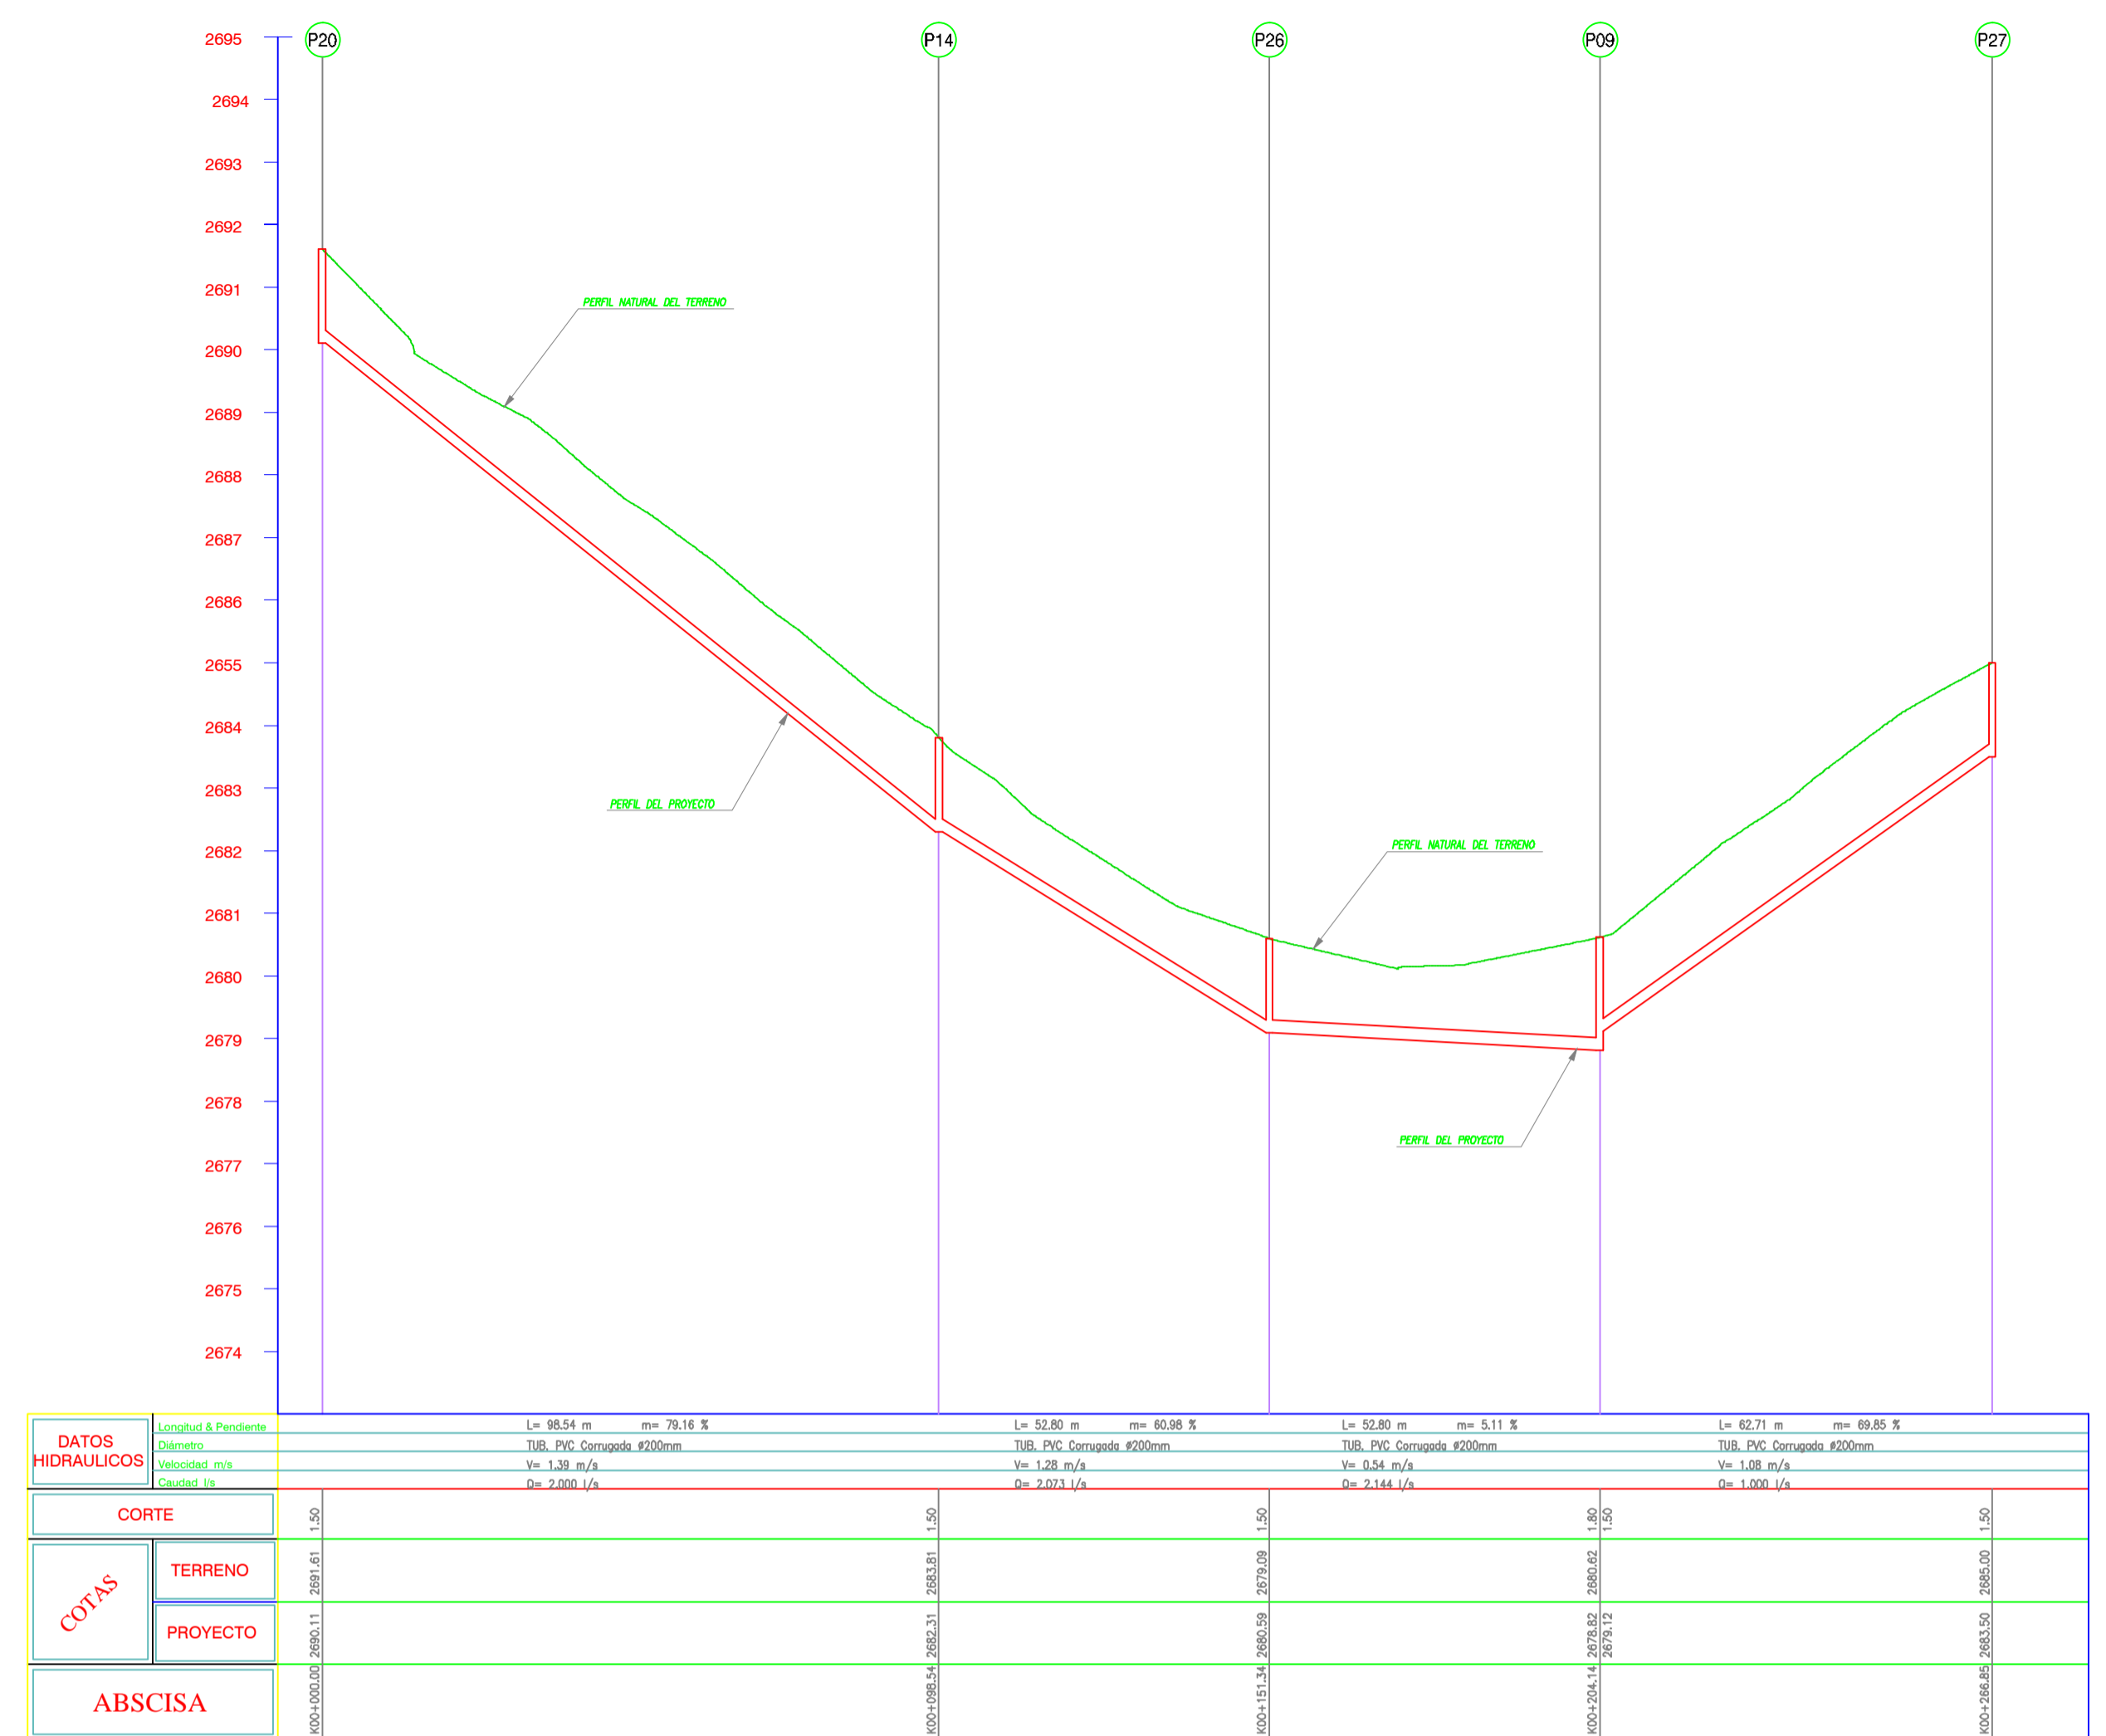 P20
P14
P26
P09
P27
2695
2694
2693
2692
2691
2690
2689
2688
2687
2686
2655
2684
2683
2682
2681
2680
2679
2678
2677
2676
2675
2674
PERFIL NATURAL DEL TERRENO
PERFIL DEL PROYECTO
PERFIL NATURAL DEL TERRENO
PERFIL DEL PROYECTO
DATOS
HIDRAULICOS
Longitud & Pendiente
L= 98.54 m m= 79.16 %
L= 52.80 m m= 60.98 %
L= 52.80 m m= 5.11 %
L= 62.71 m m= 69.85 %
Diámetro
TUB. PVC Corrugada Ø200mm
TUB. PVC Corrugada Ø200mm
TUB. PVC Corrugada Ø200mm
TUB. PVC Corrugada Ø200mm
Velocidad m/s
V= 1.39 m/s
V= 1.28 m/s
V= 0.54 m/s
V= 1.08 m/s
Caudad l/s
Q= 2.000 l/s
Q= 2.073 l/s
Q= 2.144 l/s
Q= 1.000 l/s
CORTE
1.50
1.50
1.50
1.80
1.50
1.50
COTAS
TERRENO
2691.61
2683.81
2679.09
2680.62
2685.00
PROYECTO
2690.11
2682.31
2680.59
2678.82
2679.12
2683.50
ABSCISA
K00+000.00
K00+098.54
K00+151.34
K00+204.14
K00+266.85